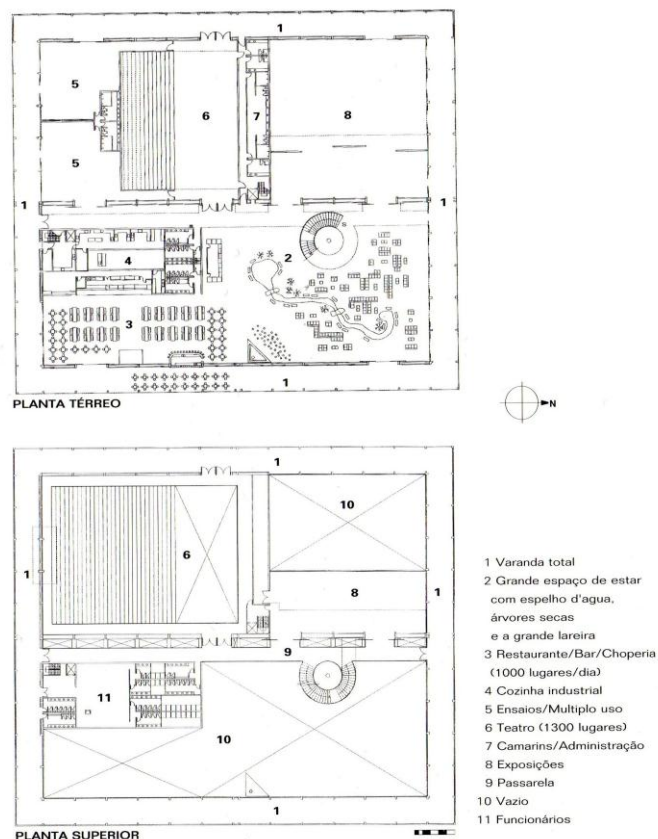 1
5
6
7
8
5
1
1
2
4
3
1
PLANTA TÉRREO
N
1
10
6
1
8
1
9
11
10
1
PLANTA SUPERIOR
1 Varanda total
2 Grande espaço de estar
com espelho d'agua,
árvores secas
e a grande lareira
3 Restaurante/Bar/Choperia
(1000 lugares/dia)
4 Cozinha industrial
5 Ensaios/Multiplo uso
6 Teatro (1300 lugares)
7 Camarins/Administração
8 Exposições
9 Passarela
10 Vazio
11 Funcionários